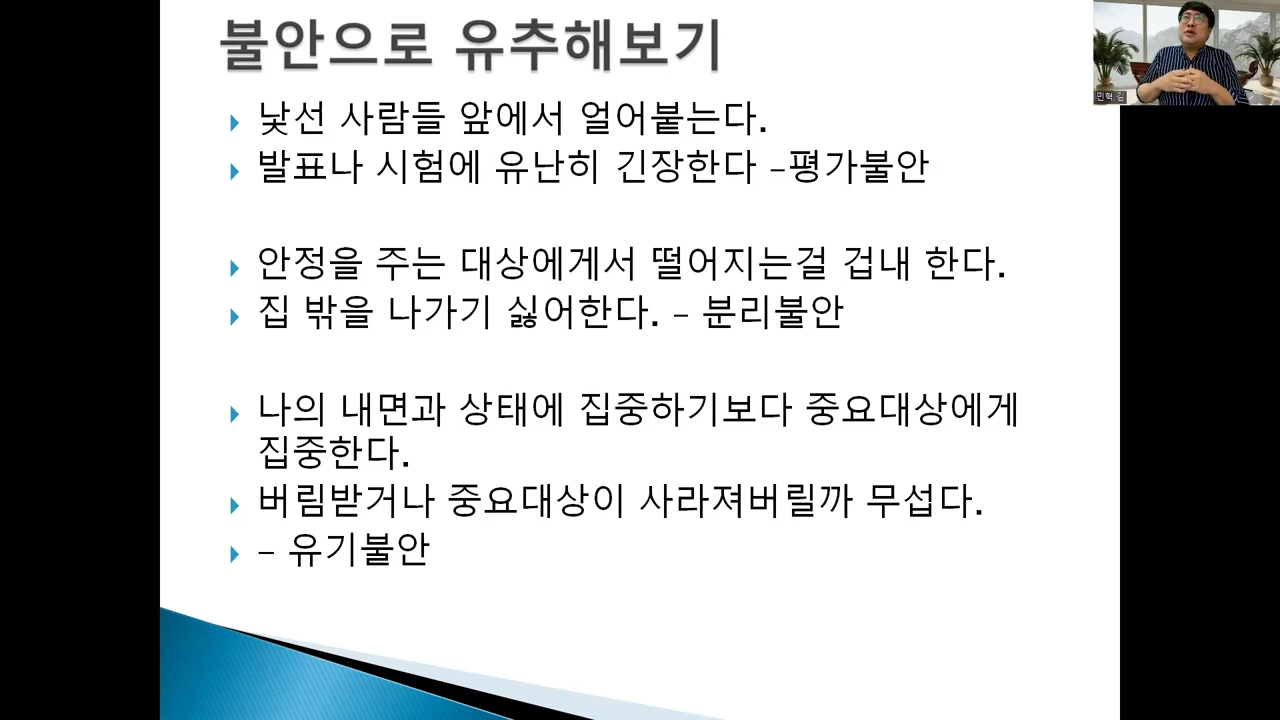 불안으로 유추해보기
낯선 사람들 앞에서 얼어붙는다.
발표나 시험에 유난히 긴장한다 –평가불안
안정을 주는 대상에게서 떨어지는걸 겁내 한다.
집 밖을 나가기 싫어한다. – 분리불안
나의 내면과 상태에 집중하기보다 중요대상에게
집중한다.
버림받거나 중요대상이 사라져버릴까 무섭다.
– 유기불안
민혁 김